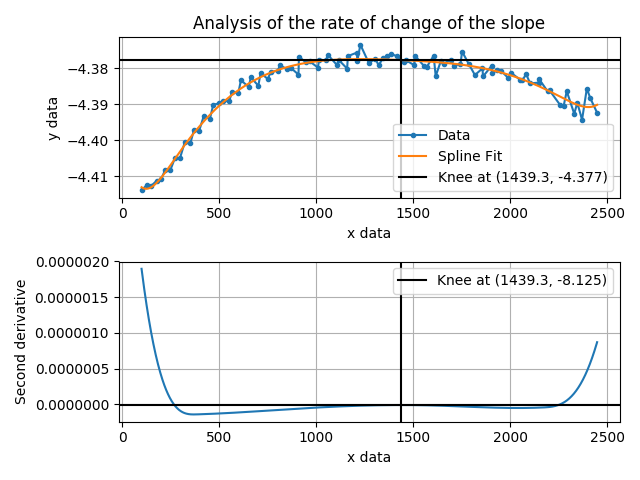 Analysis of the rate of change of the slope
−4.38
−4.39
−4.40
−4.41
y data
Data
Spline Fit
Knee at (1439.3, -4.377)
0
500
1000
1500
2000
2500
x data
0.0000020
0.0000015
0.0000010
0.0000005
0.0000000
Second derivative
Knee at (1439.3, -8.125)
0
500
1000
1500
2000
2500
x data